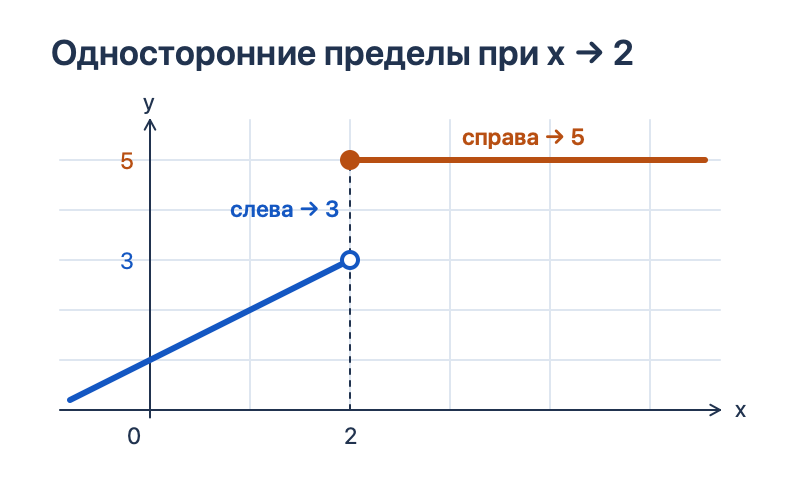 Односторонние пределы при x → 2
y
справа → 5
5
слева → 3
3
x
0
2